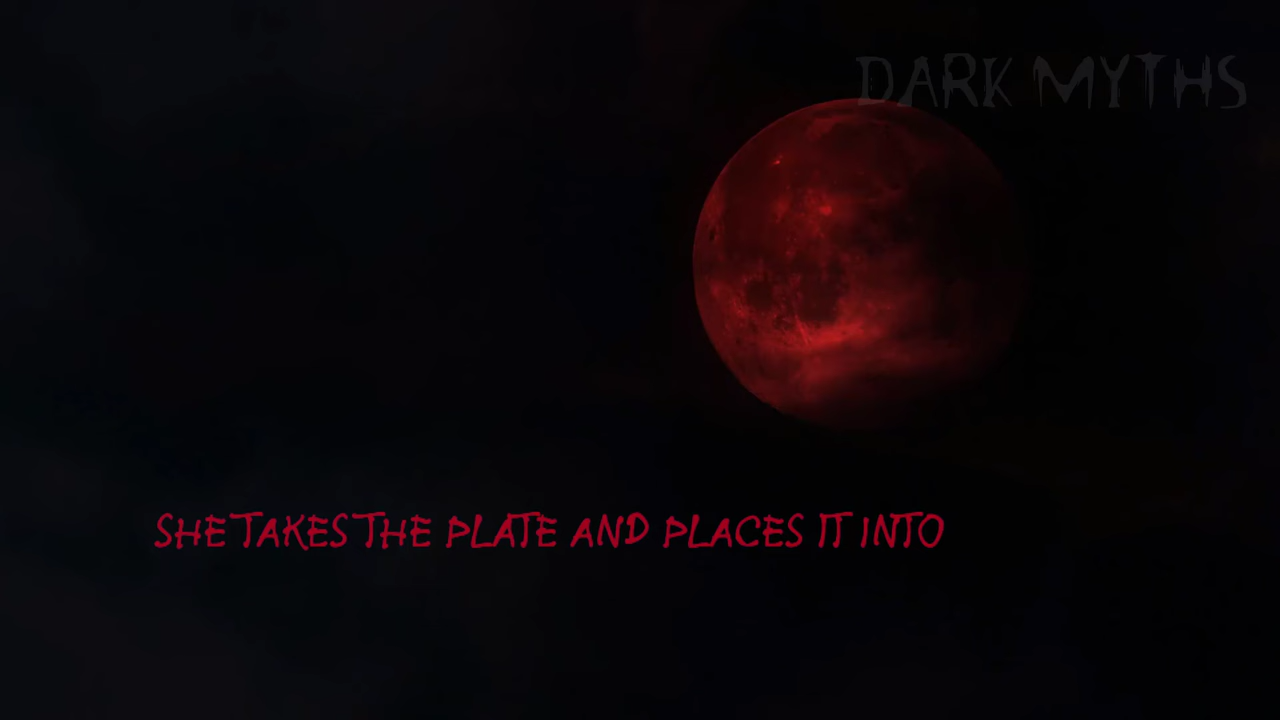 DARK MYTHS
SHE TAKES THE PLATE AND PLACES IT INTO